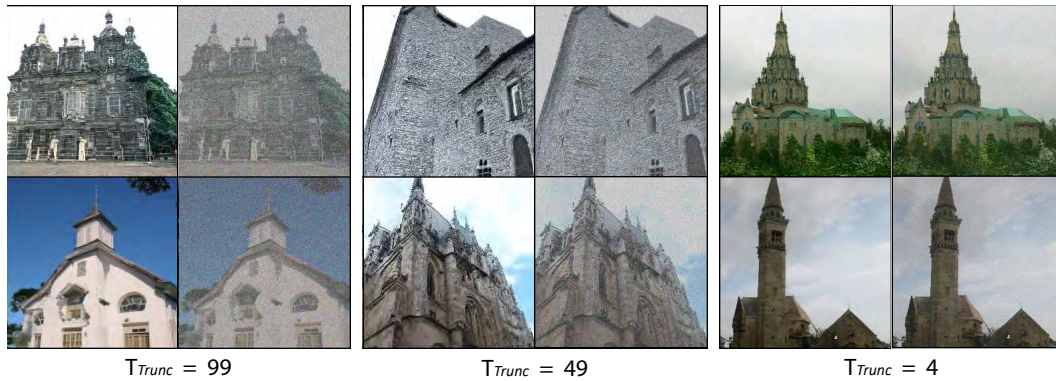 T_Trunc = 99
T_Trunc = 49
T_Trunc = 4